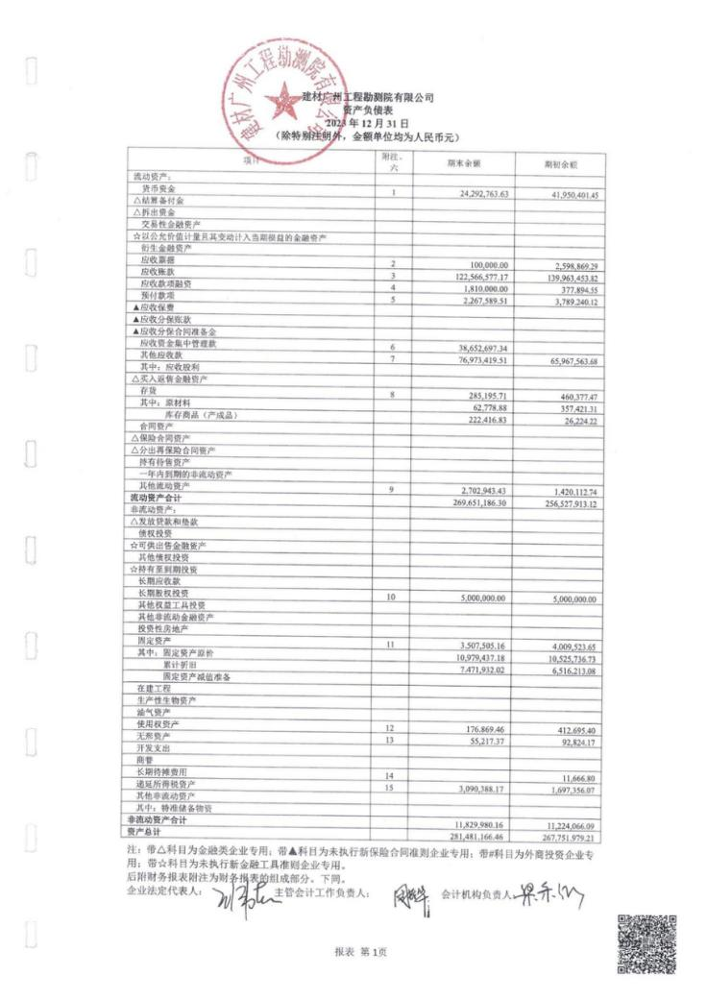 建材广州工程勘测院有限公司
建材广州工程勘测院有限公司
资产负债表
2023 年 12 月 31 日
(除特别注明外，金额单位均为人民币元)
项目 附注、六 期末余额 期初余额
流动资产：
货币资金 1 24,292,763.63 41,950,401.45
△结算备付金
△拆出资金
交易性金融资产
☆以公允价值计量且其变动计入当期损益的金融资产
衍生金融资产
应收票据 2 100,000.00 2,598,869.29
应收账款 3 122,566,577.17 139,963,453.82
应收款项融资 4 1,810,000.00 377,894.55
预付款项 5 2,267,589.51 3,789,240.12
▲应收保费
▲应收分保账款
▲应收分保合同准备金
应收资金集中管理款 6 38,652,697.34
其他应收款 7 76,973,419.51 65,967,563.68
其中：应收股利
△买入返售金融资产
存货 8 285,195.71 460,377.47
其中：原材料 62,778.88 357,421.31
库存商品（产成品） 222,416.83 26,224.22
合同资产
△保险合同资产
△分出再保险合同资产
持有待售资产
一年内到期的非流动资产
其他流动资产 9 2,702,943.43 1,420,112.74
流动资产合计 269,651,186.30 256,527,913.12
非流动资产：
△发放贷款和垫款
债权投资
☆可供出售金融资产
其他债权投资
☆持有至到期投资
长期应收款
长期股权投资 10 5,000,000.00 5,000,000.00
其他权益工具投资
其他非流动金融资产
投资性房地产
固定资产 11 3,507,505.16 4,009,523.65
其中：固定资产原价 10,979,437.18 10,525,736.73
累计折旧 7,471,932.02 6,516,213.08
固定资产减值准备
在建工程
生产性生物资产
油气资产
使用权资产 12 176,869.46 412,695.40
无形资产 13 55,217.37 92,824.17
开发支出
商誉
长期待摊费用 14 11,666.80
递延所得税资产 15 3,090,388.17 1,697,356.07
其他非流动资产
其中：特准储备物资
非流动资产合计 11,829,980.16 11,224,066.09
资产总计 281,481,166.46 267,751,979.21
注：带△科目为金融类企业专用；带▲科目为未执行新保险合同准则企业专用；带#科目为外商投资企业专
用；带☆科目为未执行新金融工具准则企业专用。
后附财务报表附注为财务报表的组成部分。下同。
企业法定代表人： 主管会计工作负责人： 会计机构负责人：
报表 第 1页